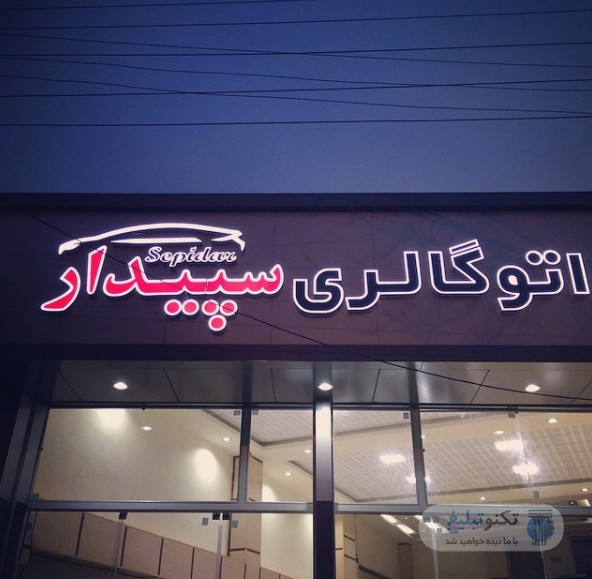 Sepidar
اتوگالری سپیدار
تکنوتبلیغ
با ما دیده خواهید شد